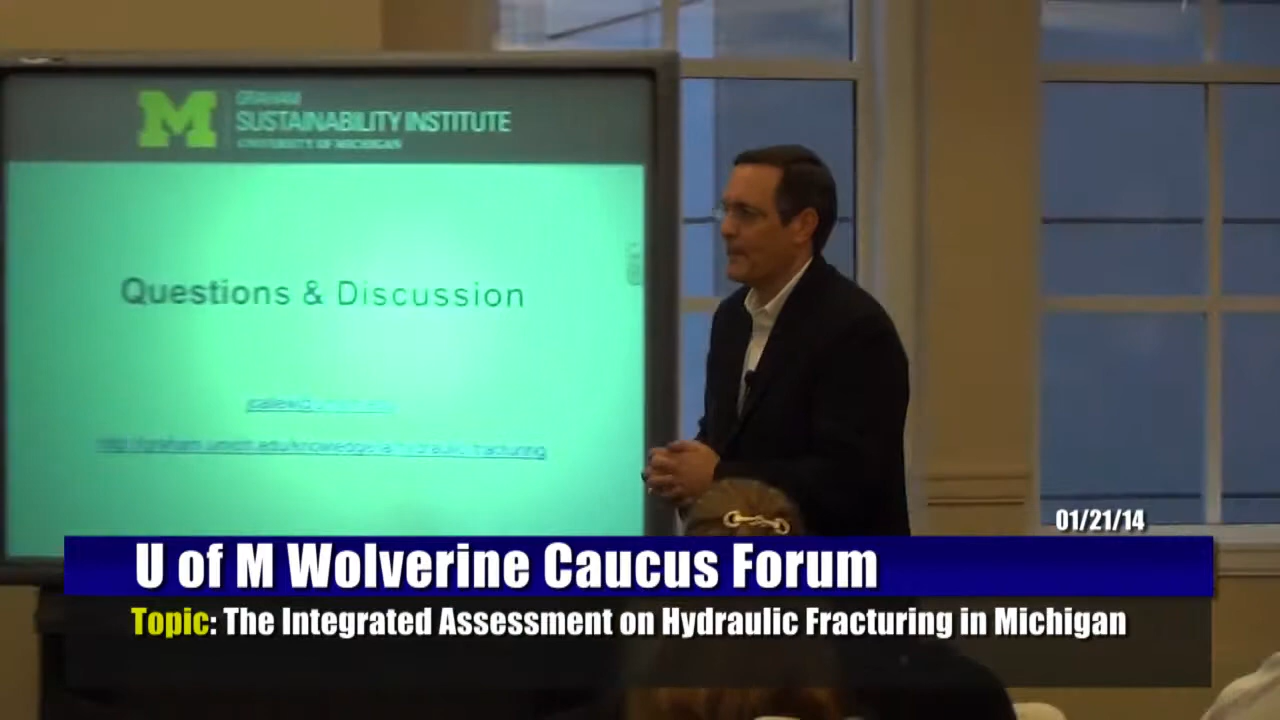 M
GRAHAM
SUSTAINABILITY INSTITUTE
UNIVERSITY OF MICHIGAN
Questions & Discussion
01/21/14
U of M Wolverine Caucus Forum
Topic: The Integrated Assessment on Hydraulic Fracturing in Michigan